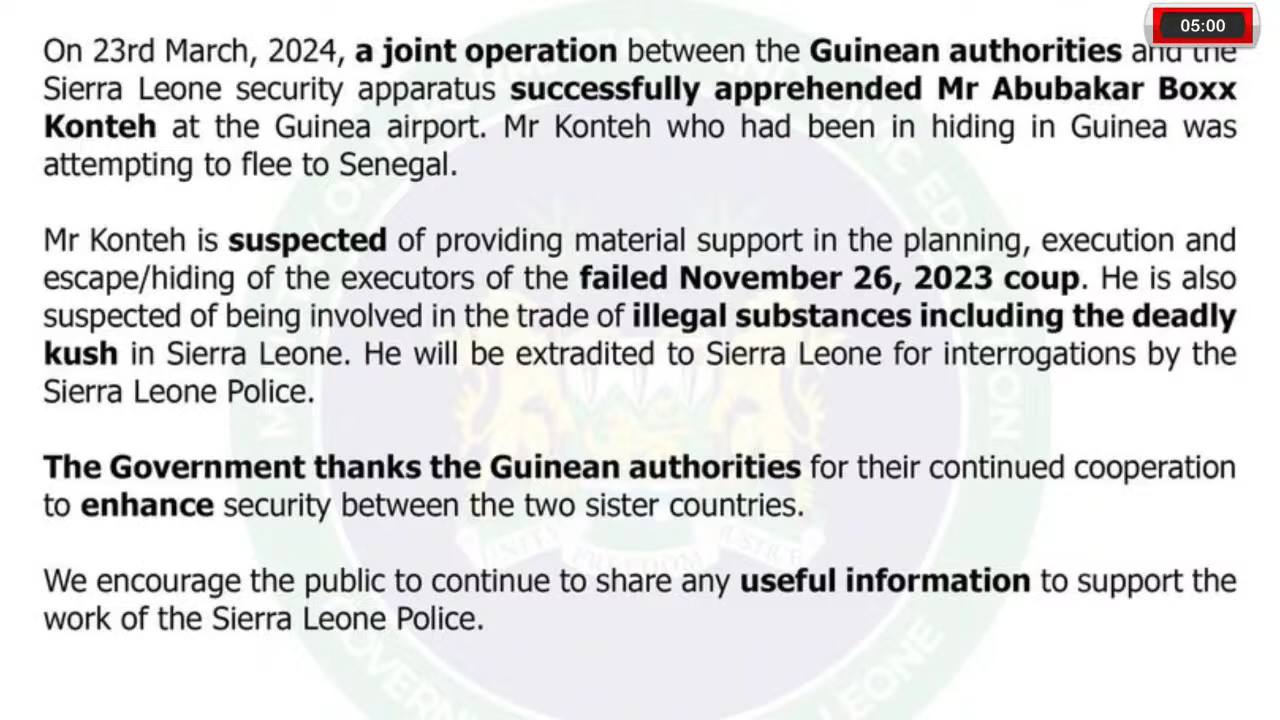 05:00
On 23rd March, 2024, a joint operation between the Guinean authorities and the
Sierra Leone security apparatus successfully apprehended Mr Abubakar Boxx
Konteh at the Guinea airport. Mr Konteh who had been in hiding in Guinea was
attempting to flee to Senegal.
Mr Konteh is suspected of providing material support in the planning, execution and
escape/hiding of the executors of the failed November 26, 2023 coup. He is also
suspected of being involved in the trade of illegal substances including the deadly
kush in Sierra Leone. He will be extradited to Sierra Leone for interrogations by the
Sierra Leone Police.
The Government thanks the Guinean authorities for their continued cooperation
to enhance security between the two sister countries.
We encourage the public to continue to share any useful information to support the
work of the Sierra Leone Police.
UNITY FREEDOM JUSTICE
LEONE